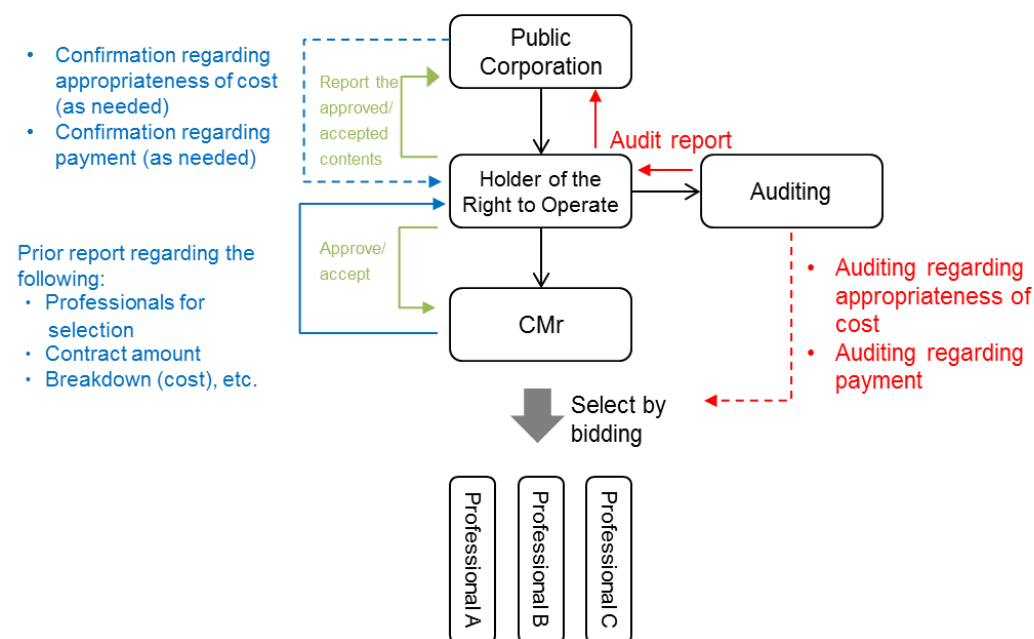 Public
Corporation
• Confirmation regarding
appropriateness of cost
(as needed)
• Confirmation regarding
payment (as needed)
Report the
approved/
accepted
contents
Audit report
Holder of the
Right to Operate
Auditing
Prior report regarding the
following:
・ Professionals for
selection
・ Contract amount
・ Breakdown (cost), etc.
Approve/
accept
CMr
• Auditing regarding
appropriateness of
cost
• Auditing regarding
payment
Select by
bidding
Professional A
Professional B
Professional C